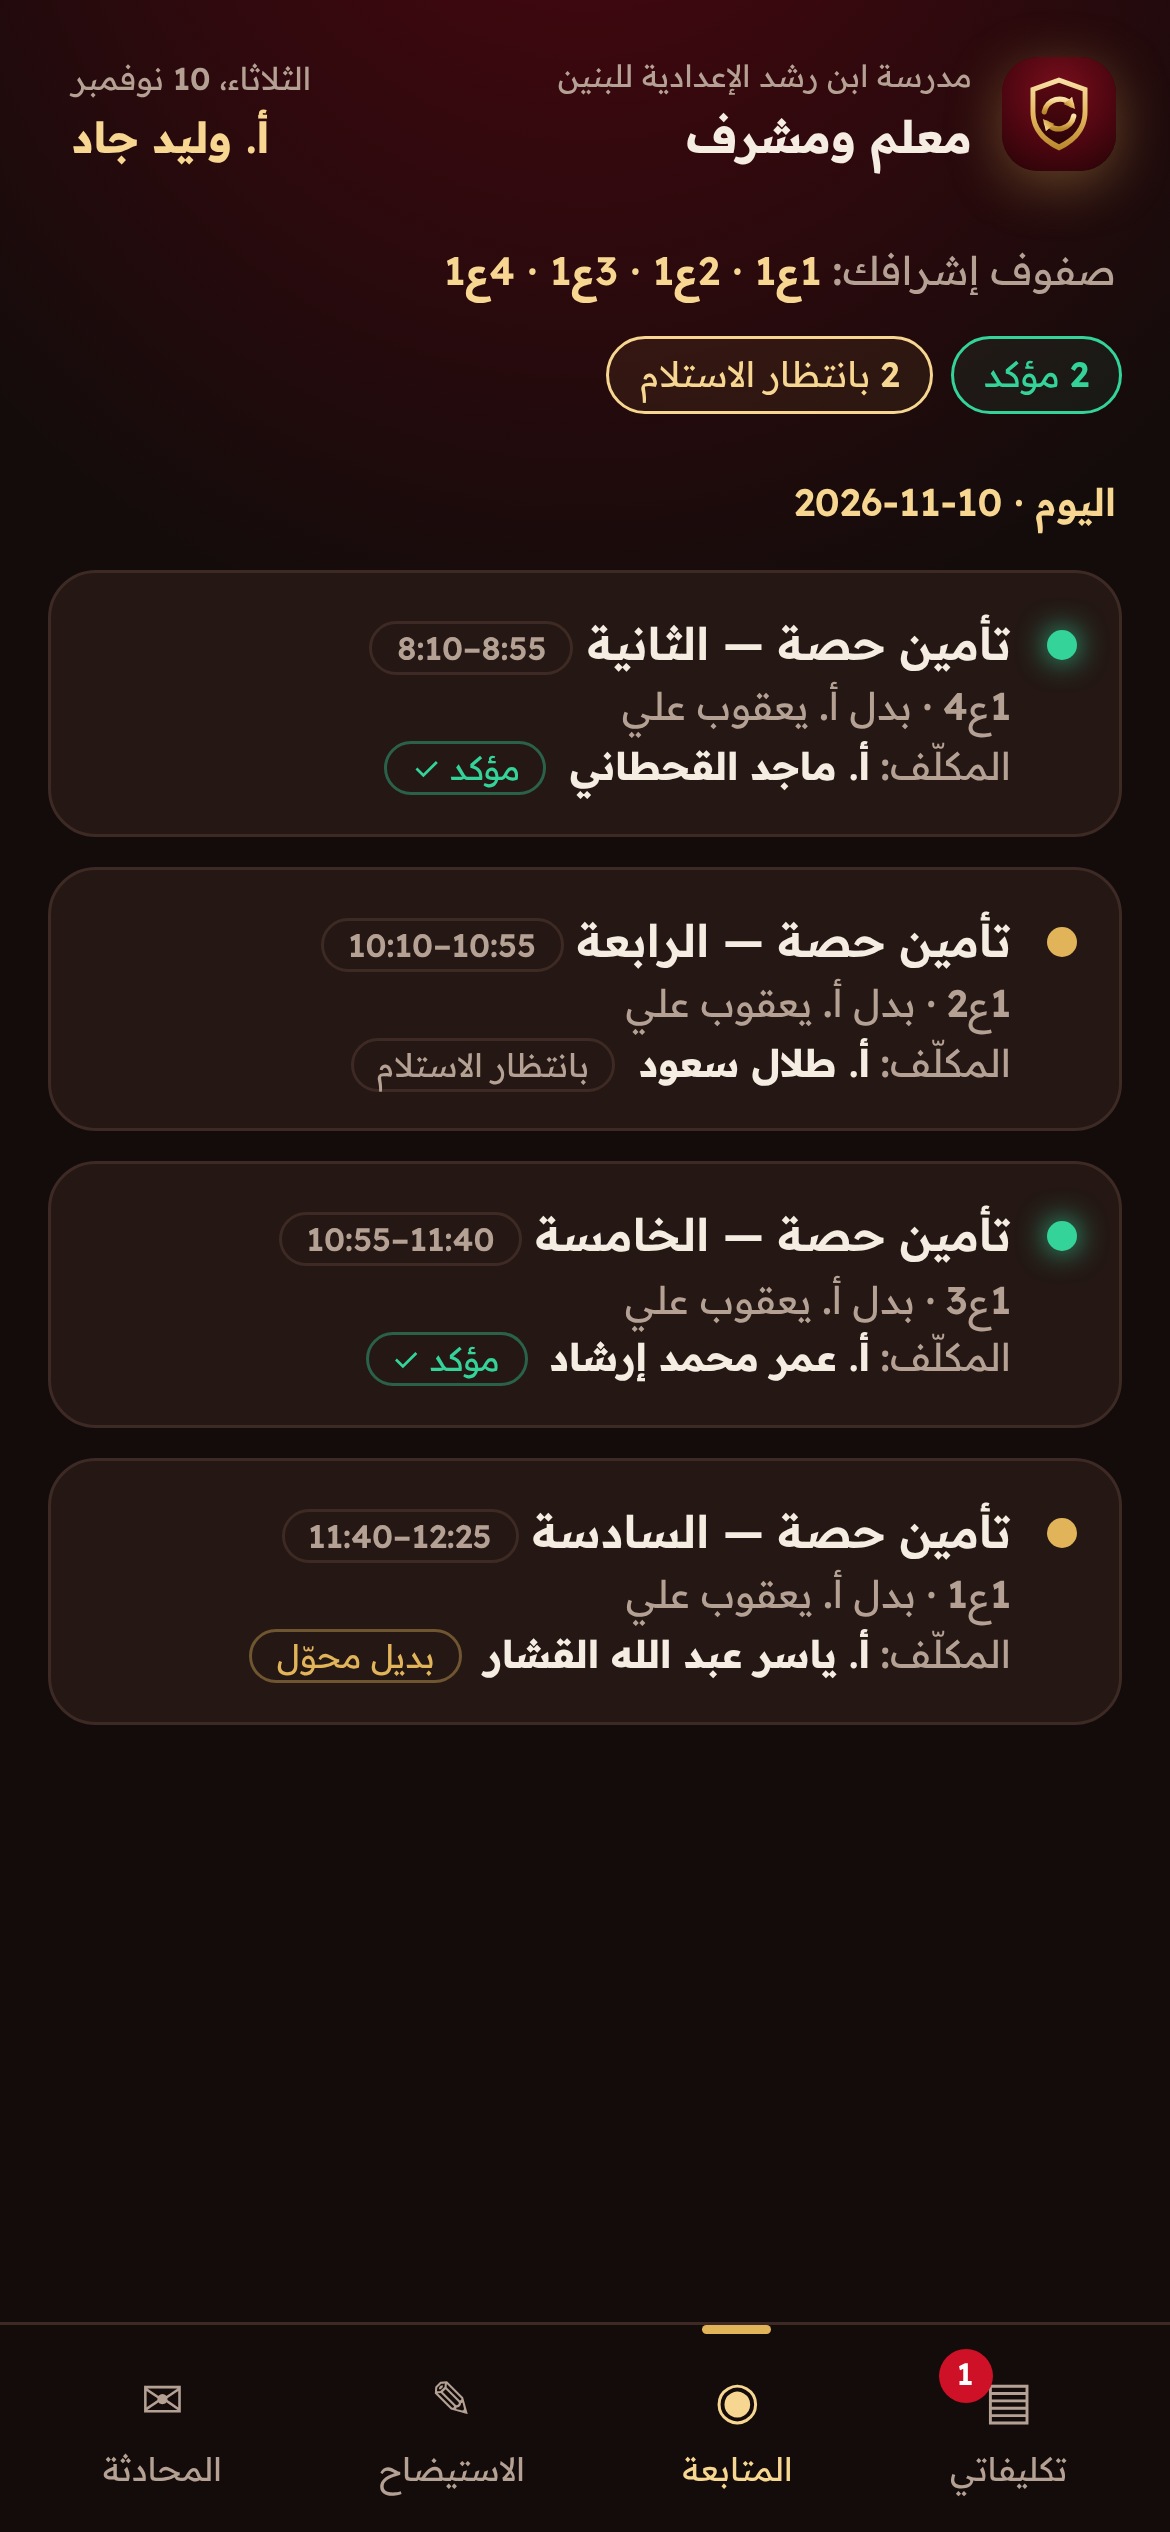 مدرسة ابن رشد الإعدادية للبنين
معلم ومشرف
الثلاثاء، 10 نوفمبر
أ. وليد جاد
صفوف إشرافك: 1ع1 · 1ع2 · 1ع3 · 1ع4
2 مؤكد
2 بانتظار الاستلام
اليوم · 2026-11-10
تأمين حصة — الثانية 8:10–8:55
1ع4 · بدل أ. يعقوب علي
المكلّف: أ. ماجد القحطاني مؤكد ✓
تأمين حصة — الرابعة 10:10–10:55
1ع2 · بدل أ. يعقوب علي
المكلّف: أ. طلال سعود بانتظار الاستلام
تأمين حصة — الخامسة 10:55–11:40
1ع3 · بدل أ. يعقوب علي
المكلّف: أ. عمر محمد إرشاد مؤكد ✓
تأمين حصة — السادسة 11:40–12:25
1ع1 · بدل أ. يعقوب علي
المكلّف: أ. ياسر عبد الله القشار بديل محوّل
1
تكليفاتي
المتابعة
الاستيضاح
المحادثة